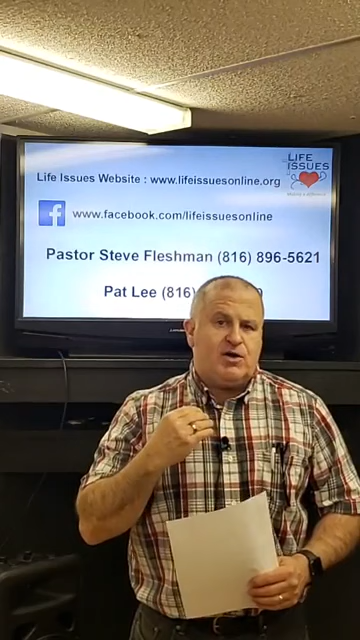 LIFE
ISSUES
Life Issues Website : www.lifeissuesonline.org
f
www.facebook.com/lifeissuesonline
Pastor Steve Fleshman (816) 896-5621
Pat Lee (816)